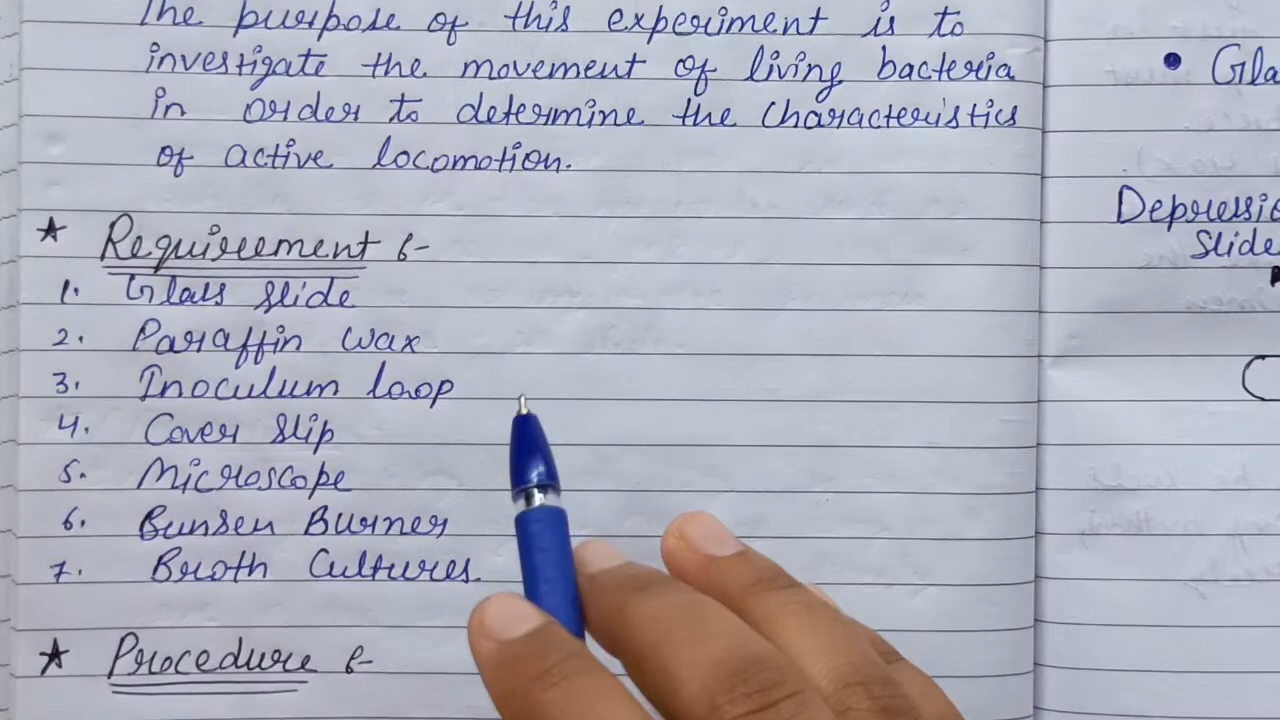 The purpose of this experiment is to
investigate the movement of living bacteria
in order to determine the characteristics
of active locomotion.
★ Requirement :-
1. Glass slide
2. Paraffin wax
3. Inoculum loop
4. Cover slip
5. Microscope
6. Bunsen Burner
7. Broth Cultures.
★ Procedure :-
• Gla
Depressio
Slide